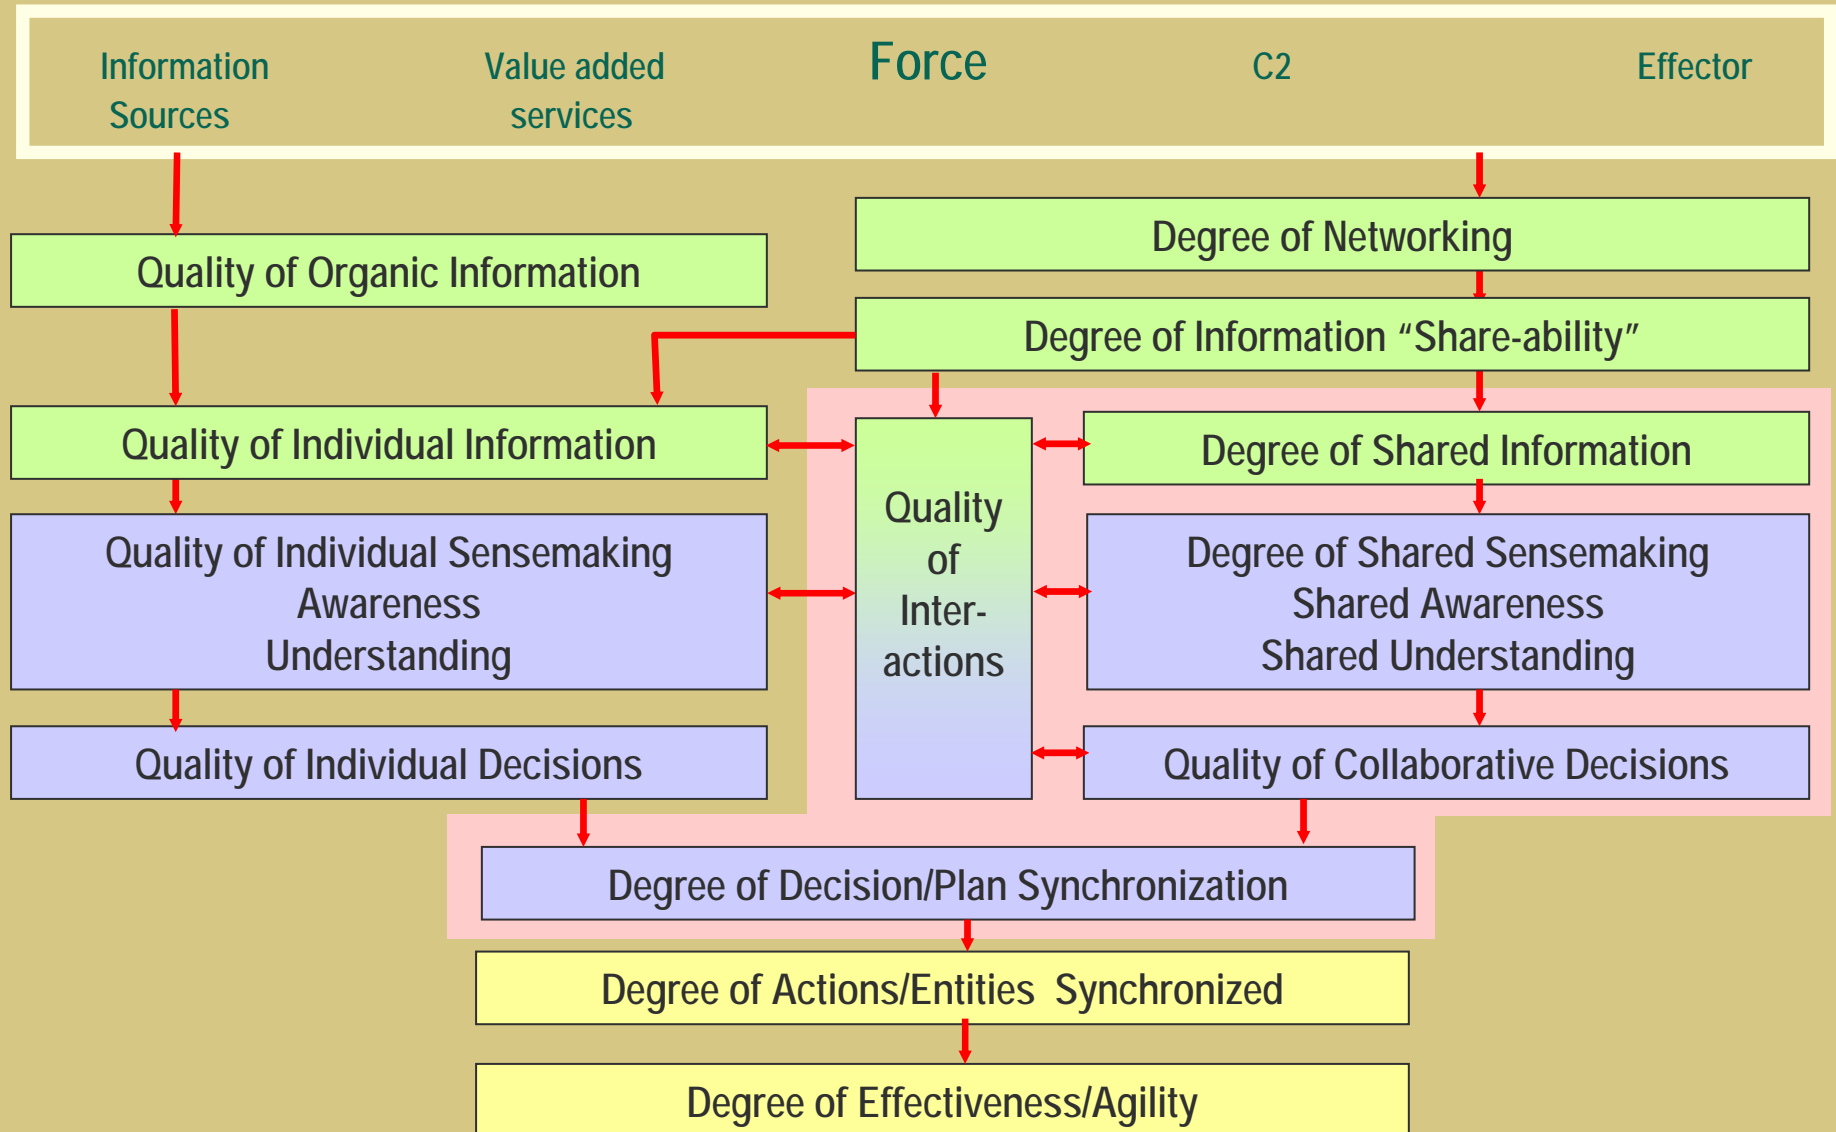 Information
Sources
Value added
services
Force
C2
Effector
Degree of Networking
Quality of Organic Information
Degree of Information “Share-ability”
Quality of Individual Information
Quality
of
Inter-
actions
Degree of Shared Information
Quality of Individual Sensemaking
Awareness
Understanding
Degree of Shared Sensemaking
Shared Awareness
Shared Understanding
Quality of Individual Decisions
Quality of Collaborative Decisions
Degree of Decision/Plan Synchronization
Degree of Actions/Entities Synchronized
Degree of Effectiveness/Agility